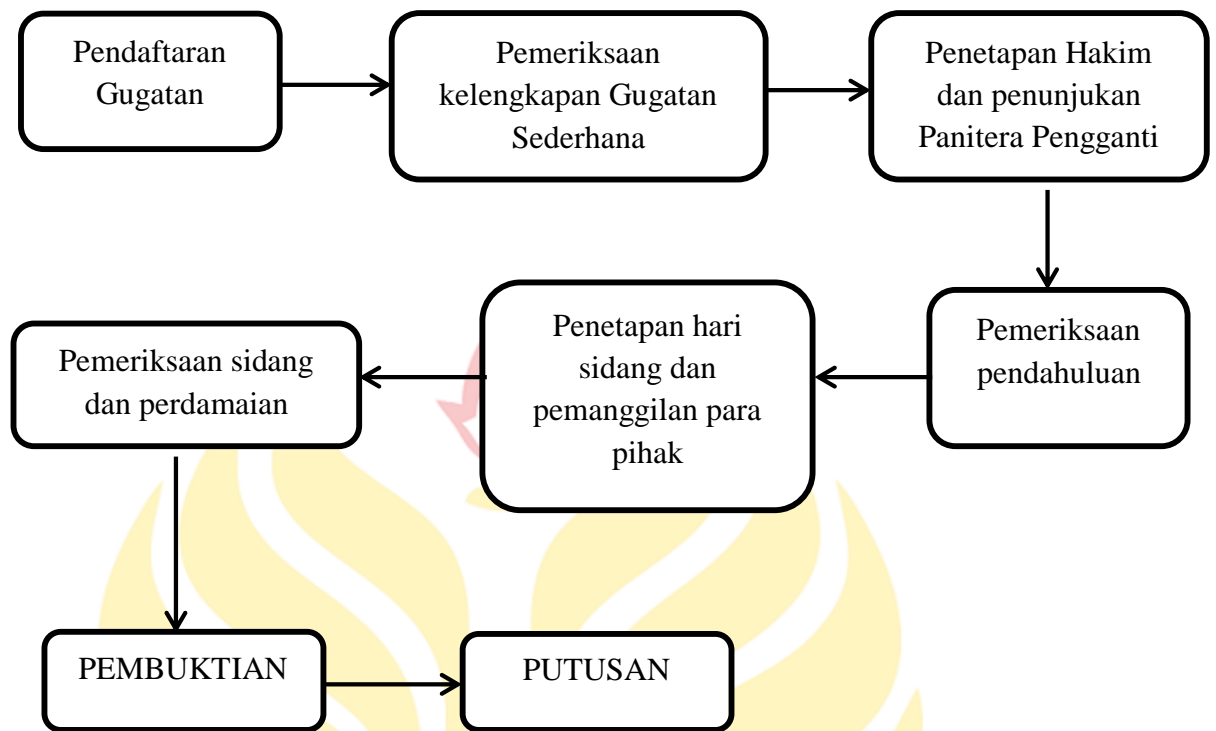 Pendaftaran
Gugatan
Pemeriksaan
kelengkapan Gugatan
Sederhana
Penetapan Hakim
dan penunjukan
Panitera Pengganti
Pemeriksaan
pendahuluan
Penetapan hari
sidang dan
pemanggilan para
pihak
Pemeriksaan sidang
dan perdamaian
PEMBUKTIAN
PUTUSAN